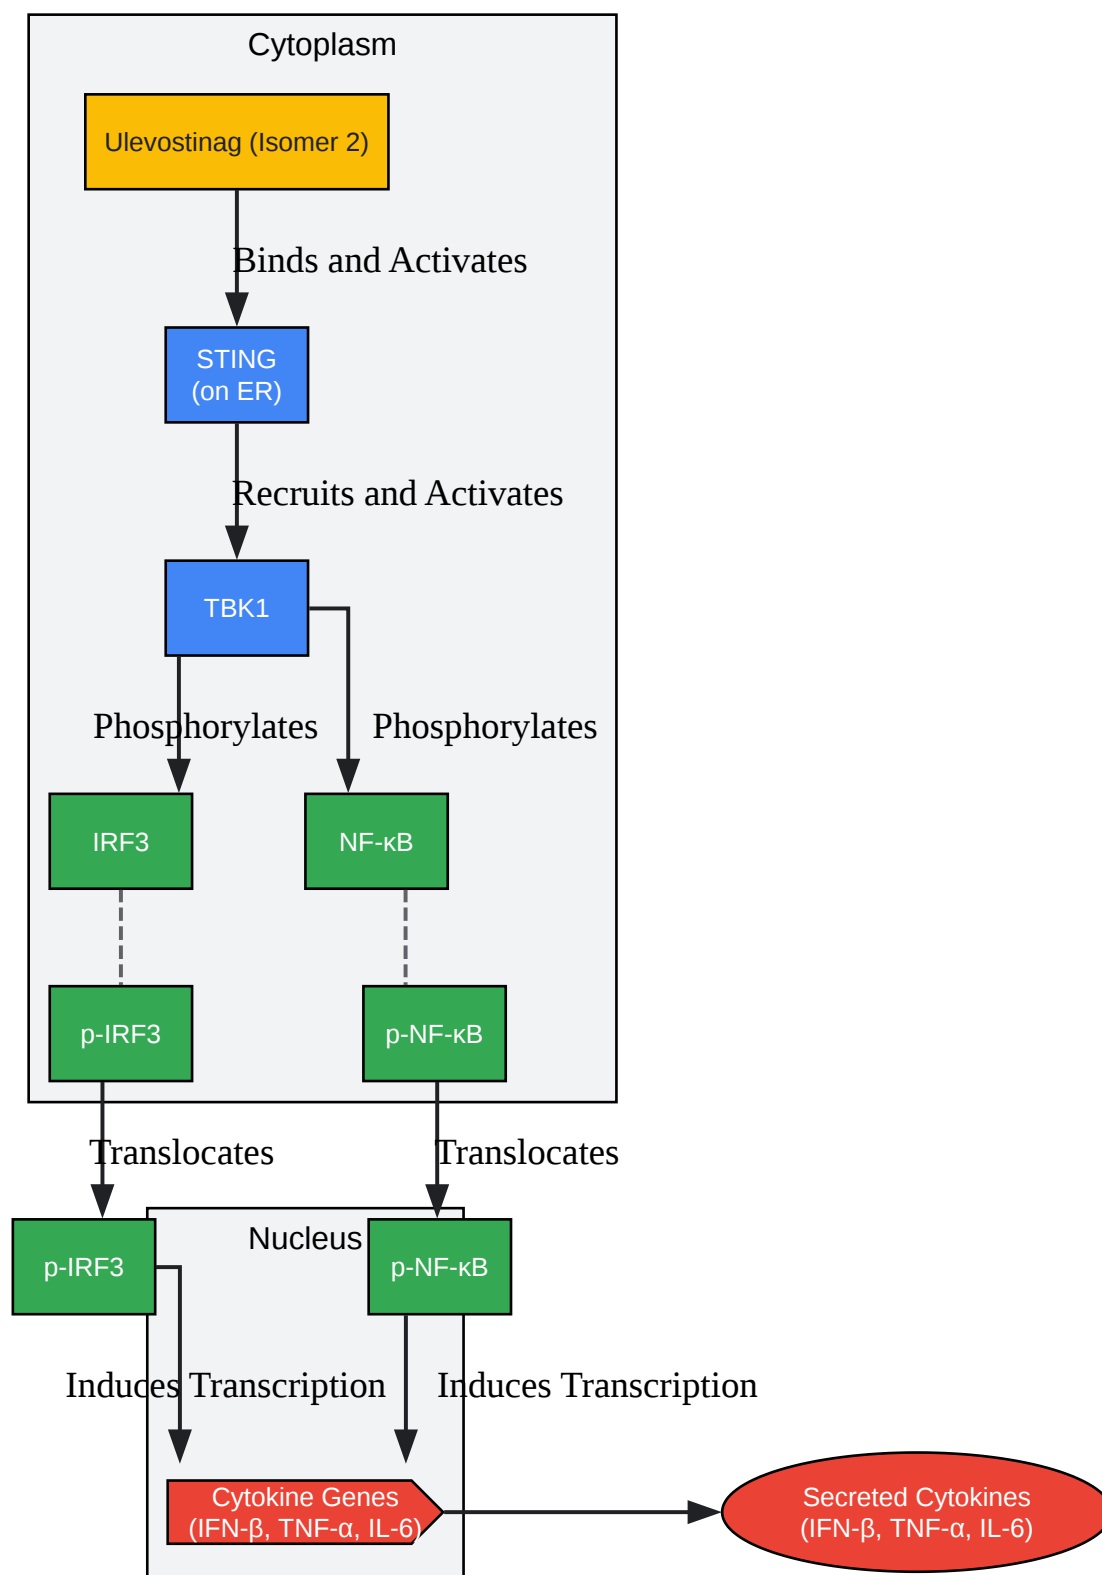 Cytoplasm
Ulevostinag (Isomer 2)
Binds and Activates
STING
(on ER)
Recruits and Activates
TBK1
Phosphorylates
Phosphorylates
IRF3
NF-κB
p-IRF3
p-NF-κB
Translocates
Translocates
Nucleus
p-IRF3
p-NF-κB
Induces Transcription
Induces Transcription
Cytokine Genes
(IFN-β, TNF-α, IL-6)
Secreted Cytokines
(IFN-β, TNF-α, IL-6)